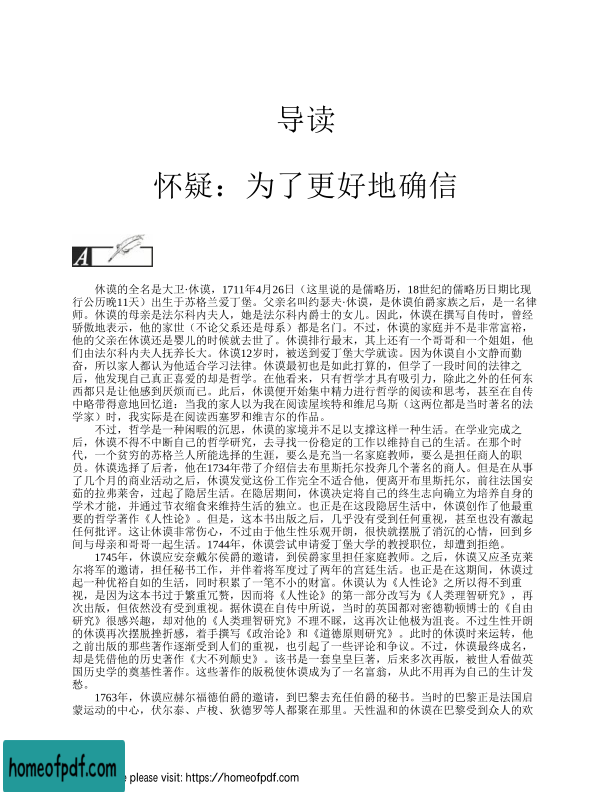 导读
怀疑：为了更好地确信
A
休谟的全名是大卫·休谟，1711年4月26日（这里说的是儒略历，18世纪的儒略历日期比现
行公历晚11天）出生于苏格兰爱丁堡。父亲名叫约瑟夫·休谟，是休谟伯爵家族之后，是一名律
师。休谟的母亲是法尔科内夫人，她是法尔科内爵士的女儿。因此，休谟在撰写自传时，曾经
骄傲地表示，他的家世（不论父系还是母系）都是名门。不过，休谟的家庭并不是非常富裕，
他的父亲在休谟还是婴儿的时候就去世了。休谟排行最末，其上还有一个哥哥和一个姐姐，他
们由法尔科内夫人抚养长大。休谟12岁时，被送到爱丁堡大学就读。因为休谟自小文静而勤
奋，所以家人都认为他适合学习法律。休谟最初也是如此打算的，但学了一段时间的法律之
后，他发现自己真正喜爱的却是哲学。在他看来，只有哲学才具有吸引力，除此之外的任何东
西都只是让他感到厌烦而已。此后，休谟便开始集中精力进行哲学的阅读和思考，甚至在自传
中略带得意地回忆道：当我的家人以为我在阅读屋埃特和维尼乌斯（这两位都是当时著名的法
学家）时，我实际是在阅读西塞罗和维吉尔的作品。
不过，哲学是一种闲暇的沉思，休谟的家境并不足以支撑这样一种生活。在学业完成之
后，休谟得不中断自己的哲学研究，去寻找一份稳定的工作以维持自己的生活。在那个时
代，一个贫穷的苏格兰人所能选择的生涯，要么是充当一名家庭教师，要么是担任商人的职
员。休谟选择了后者，他在1734年带了介绍信去布里斯托尔投奔几个著名的商人。但是在从事
了几个月的商业活动之后，休谟发觉这份工作完全不适合他，便离开布里斯托尔，前往法国安
茹的拉弗莱舍，过起了隐居生活。在隐居期间，休谟决定将自己的终生志向确立为培养自身的
学术才能，并通过节衣缩食来维持生活的独立。也正是在这段隐居生活中，休谟创作了他最重
要的哲学著作《人性论》。但是，这本书出版之后，几乎没有受到任何重视，甚至也没有激起
任何批评。这让休谟非常伤心，不过由于他生性乐观开朗，很快就摆脱了消沉的心情，回到乡
间与母亲和哥哥一起生活。1744年，休谟尝试申请爱丁堡大学的教授职位，却遭到拒绝。
1745年，休谟应安奈戴尔侯爵的邀请，到侯爵家里担任家庭教师。之后，休谟又应圣克莱
尔将军的邀请，担任秘书工作，并伴着将军度过了两年的宫廷生活。也正是在这期间，休谟过
起一种优裕自如的生活，同时积累了一笔不小的财富。休谟认为《人性论》之所以得不到重
视，是因为这本书过于繁重冗赘，因而将《人性论》的第一部分改写为《人类理智研究》，再
次出版，但依然没有受到重视。据休谟在自传中所说，当时的英国都对密德勒顿博士的《自由
研究》很感兴趣，却对他的《人类理智研究》不理不睬，这再次让他极为沮丧。不过生性开朗
的休谟再次摆脱挫折感，着手撰写《政治论》和《道德原则研究》。此时的休谟时来运转，他
之前出版的那些著作逐渐受到人们的重视，也引起了一些评论和争议。不过，休谟最终成名，
却是凭借他的历史著作《大不列颠史》。该书是一套皇皇巨著，后来多次再版，被世人看做英
国历史学的奠基性著作。这些著作的版税使休谟成为了一名富翁，从此不用再为自己的生计发
愁。
1763年，休谟应赫尔福德伯爵的邀请，到巴黎去充任伯爵的秘书。当时的巴黎正是法国启
蒙运动的中心，伏尔泰、卢梭、狄德罗等人都聚在那里。天性温和的休谟在巴黎受到众人的欢
homeofpdf.com
please visit: https://homeofpdf.com